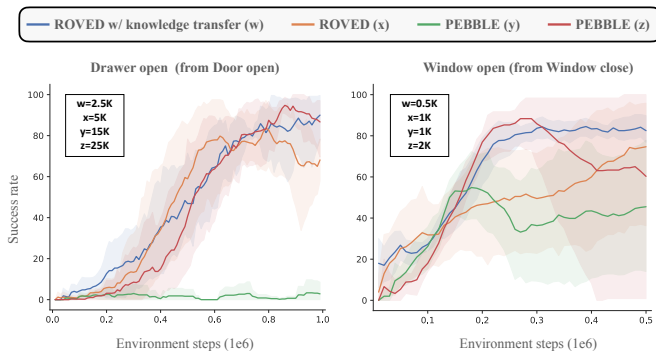 ROVED w/ knowledge transfer (w) ROVED (x) PEBBLE (y) PEBBLE (z)
Drawer open (from Door open)
w=2.5K
x=5K
y=15K
z=25K
Success rate
100
80
60
40
20
0
0.0 0.2 0.4 0.6 0.8 1.0
Environment steps (1e6)
Window open (from Window close)
w=0.5K
x=1K
y=1K
z=2K
100
80
60
40
20
0
0.1 0.2 0.3 0.4 0.5
Environment steps (1e6)